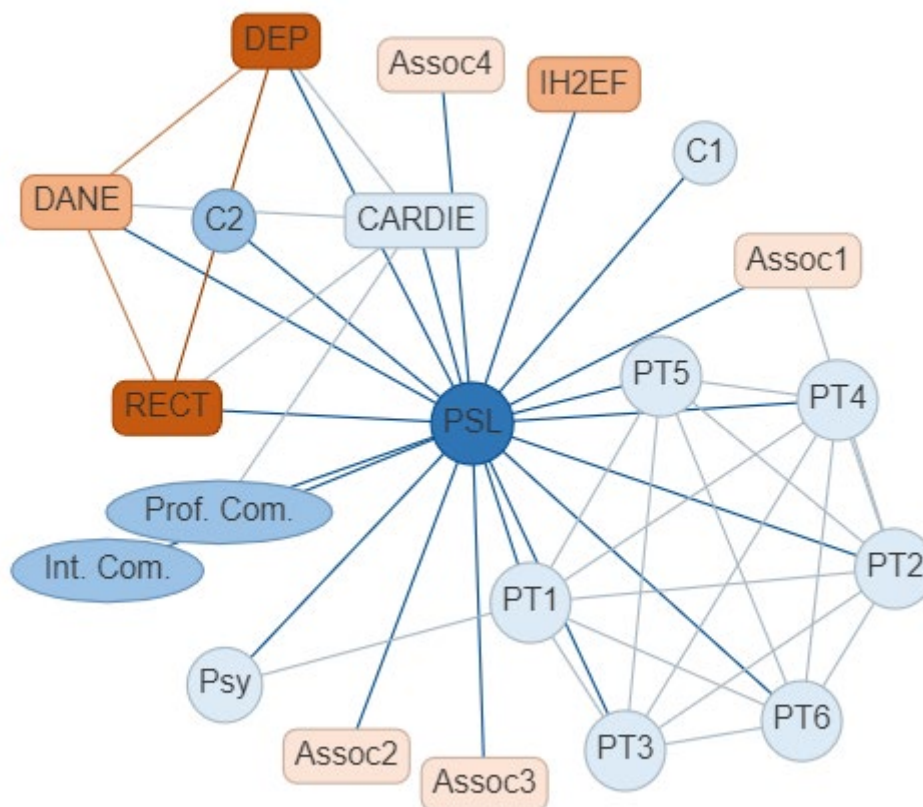 DEP
Assoc4
IH2EF
C1
DANE
C2
CARDIE
Assoc1
PT5
RECT
PSL
PT4
Prof. Com.
Int. Com.
PT1
PT2
Psy
PT3
PT6
Assoc2
Assoc3